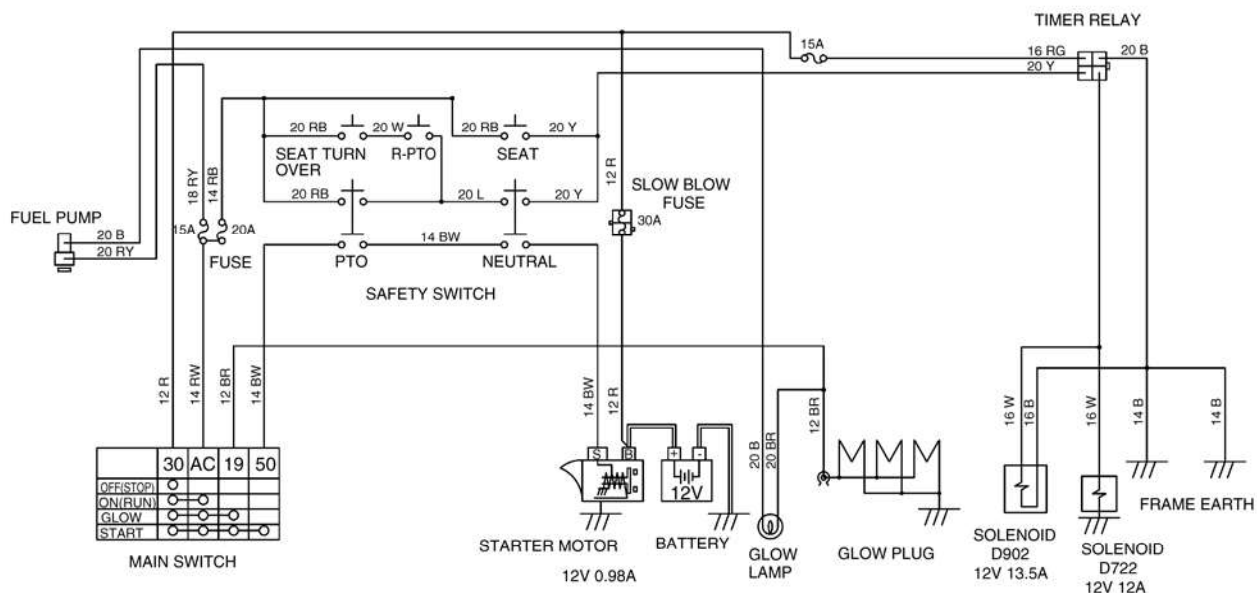 TIMER RELAY
15A
16 RG
20 B
20 Y
20 RB
20 W
20 RB
20 Y
SEAT TURN
OVER
R-PTO
SEAT
18 RY
14 RB
12 R
20 RB
20 L
20 Y
SLOW BLOW
FUSE
30A
FUEL PUMP
20 B
20 RY
15A
20A
FUSE
14 BW
PTO
NEUTRAL
SAFETY SWITCH
12 R
14 RW
12 BR
14 BW
14 BW
12 R
20 B
20 BR
12 BR
16 W
16 B
16 W
14 B
14 B
30 AC 19 50
OFF(STOP)
ON(RUN)
GLOW
START
MAIN SWITCH
S
B
+
-
12V
STARTER MOTOR
12V 0.98A
BATTERY
GLOW
LAMP
GLOW PLUG
SOLENOID
D902
12V 13.5A
SOLENOID
D722
12V 12A
FRAME EARTH